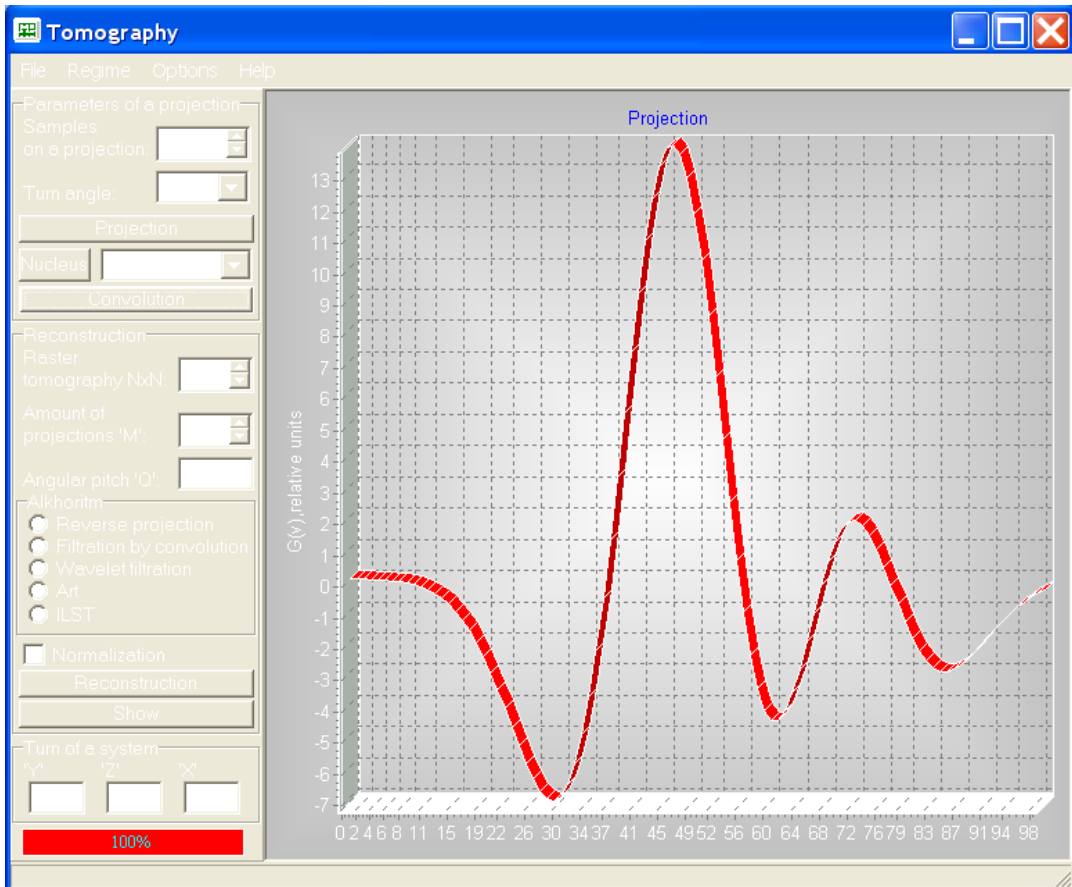 Tomography
File Regime Options Help
Parameters of a projection
Samples
on a projection:
Turn angle:
Projection
Nucleus
Convolution
Reconstruction
Raster
tomography NxN:
Amount of
projections 'M':
Angular pitch 'Q':
Alkhoritm
Reverse projection
Filtration by convolution
Wavelet filtration
Art
ILST
Normalization
Reconstruction
Show
Turn of a system
'Y' 'Z' 'X'
100%
Projection
G(v),relative units
13
12
11
10
9
8
7
6
5
4
3
2
1
0
-1
-2
-3
-4
-5
-6
-7
0 2 4 6 8 11 15 19 22 26 30 34 37 41 45 49 52 56 60 64 68 72 76 79 83 87 91 94 98